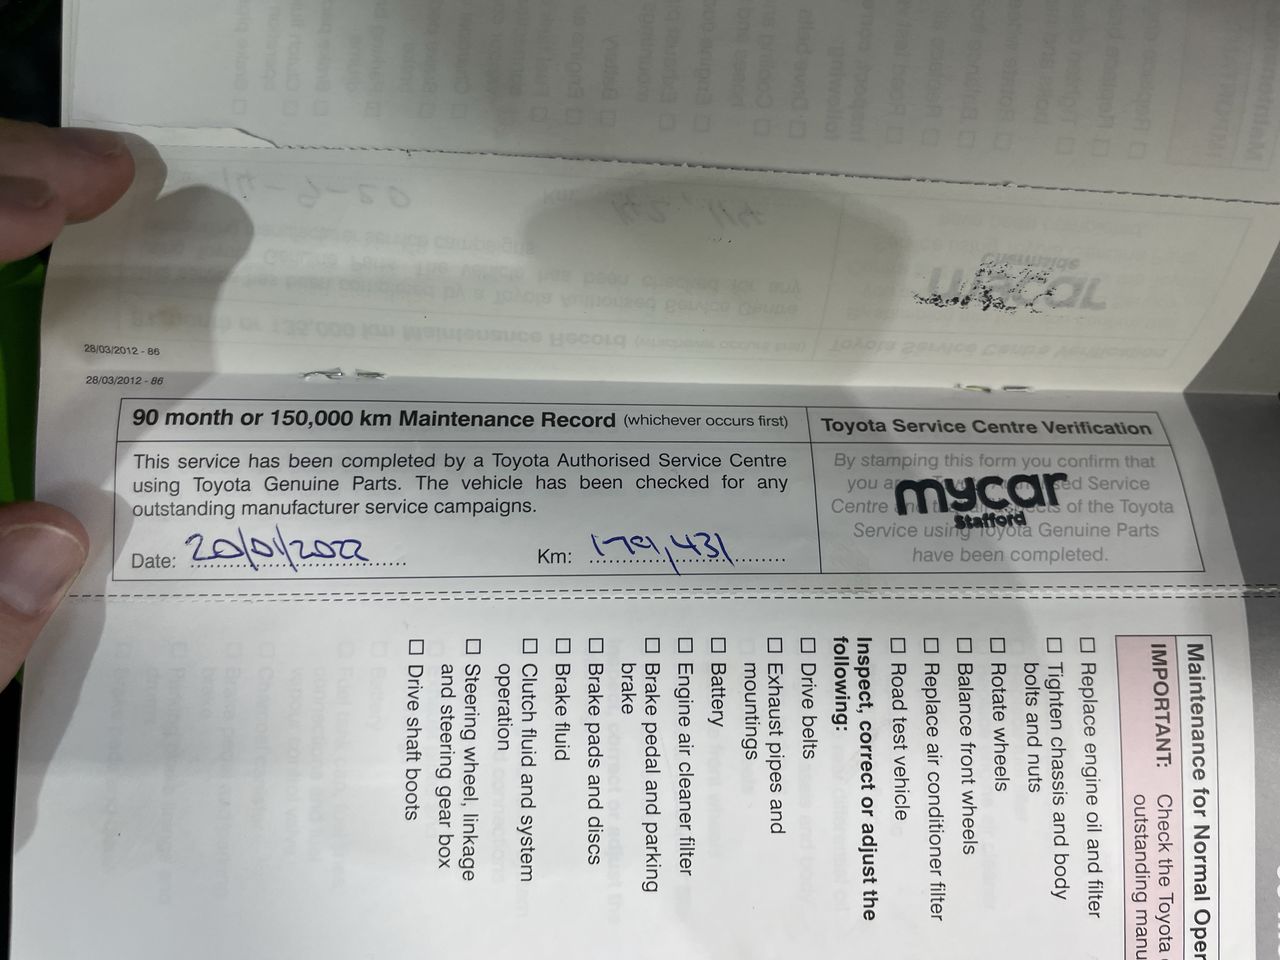 28/03/2012 - 86
28/03/2012 - 86
90 month or 150,000 km Maintenance Record (whichever occurs first)
This service has been completed by a Toyota Authorised Service Centre
using Toyota Genuine Parts. The vehicle has been checked for any
outstanding manufacturer service campaigns.
Date: 20/01/2022 Km: 179,431
Toyota Service Centre Verification
By stamping this form you confirm that
you ed Service
Centre of the Toyota
Service using Toyota Genuine Parts
have been completed.
mycar
Stafford
Maintenance for Normal
IMPORTANT: Check the Toyota
outstanding
☐ Replace engine oil and filter
☐ Tighten chassis and body
bolts and nuts
☐ Rotate wheels
☐ Balance front wheels
☐ Replace air conditioner filter
☐ Road test vehicle
Inspect, correct or adjust the
following:
☐ Drive belts
☐ Exhaust pipes and
mountings
☐ Battery
☐ Engine air cleaner filter
☐ Brake pedal and parking
brake
☐ Brake pads and discs
☐ Brake fluid
☐ Clutch fluid and system
operation
☐ Steering wheel, linkage
and steering gear box
☐ Drive shaft boots